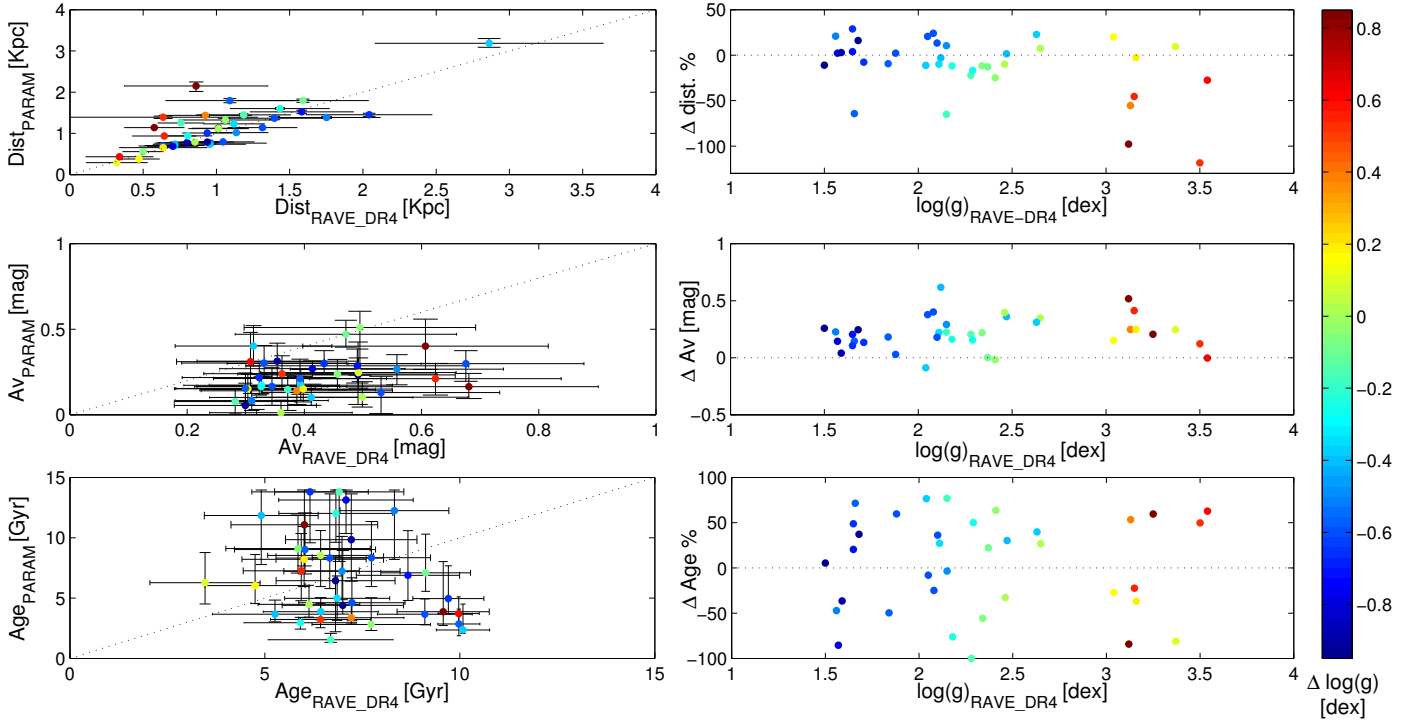 4
3
2
1
0
0 0.5 1 1.5 2 2.5 3 3.5 4
Dist_PARAM [Kpc]
Dist_RAVE_DR4 [Kpc]
50
0
−50
−100
1 1.5 2 2.5 3 3.5 4
Δ dist. %
log(g)_RAVE−DR4 [dex]
1
0.5
0
0 0.2 0.4 0.6 0.8 1
Av_PARAM [mag]
Av_RAVE_DR4 [mag]
1
0.5
0
−0.5
1 1.5 2 2.5 3 3.5 4
Δ Av [mag]
log(g)_RAVE_DR4 [dex]
15
10
5
0
0 5 10 15
Age_PARAM [Gyr]
Age_RAVE_DR4 [Gyr]
100
50
0
−50
−100
1 1.5 2 2.5 3 3.5 4
Δ Age %
log(g)_RAVE_DR4 [dex]
0.8
0.6
0.4
0.2
0
−0.2
−0.4
−0.6
−0.8
Δ log(g)
[dex]